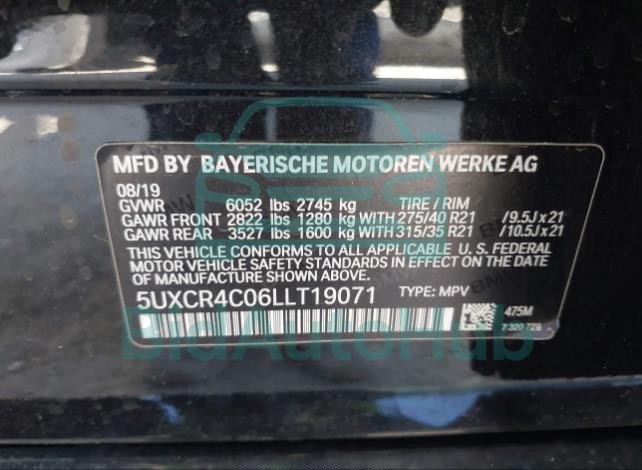 MFD BY BAYERISCHE MOTOREN WERKE AG
08/19
GVWR 6052 lbs 2745 kg TIRE / RIM
GAWR FRONT 2822 lbs 1280 kg WITH 275/40 R21 /9.5Jx21
GAWR REAR 3527 lbs 1600 kg WITH 315/35 R21 /10.5Jx21
THIS VEHICLE CONFORMS TO ALL APPLICABLE U. S. FEDERAL
MOTOR VEHICLE SAFETY STANDARDS IN EFFECT ON THE DATE OF
MANUFACTURE SHOWN ABOVE.
5UXCR4C06LLT19071 TYPE: MPV 475M
7 320 729
BidAutoHub